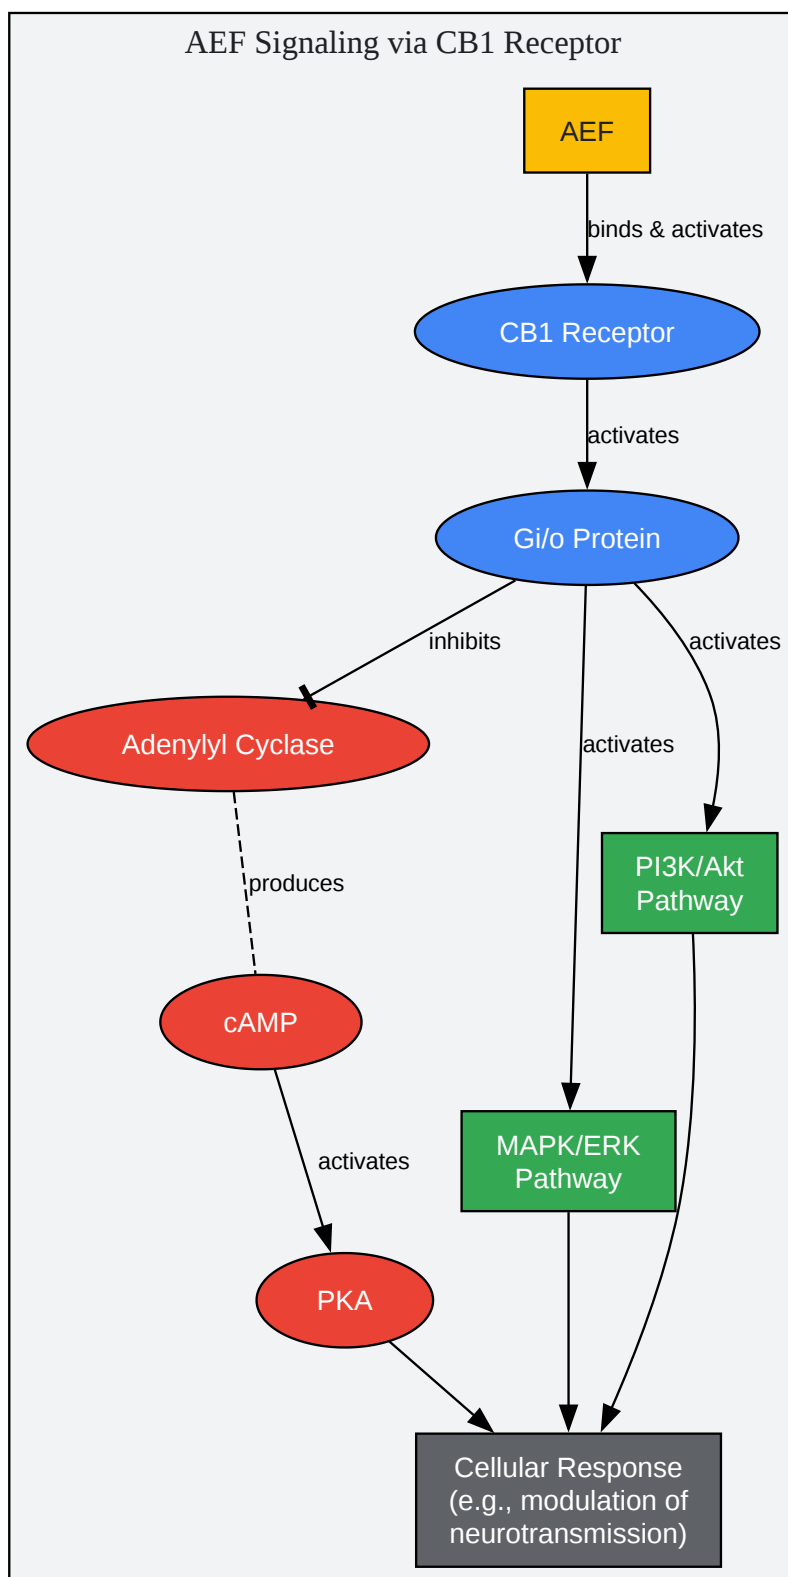 AEF Signaling via CB1 Receptor
AEF
binds & activates
CB1 Receptor
activates
Gi/o Protein
inhibits
activates
Adenylyl Cyclase
activates
PI3K/Akt
Pathway
produces
cAMP
MAPK/ERK
Pathway
activates
PKA
Cellular Response
(e.g., modulation of
neurotransmission)